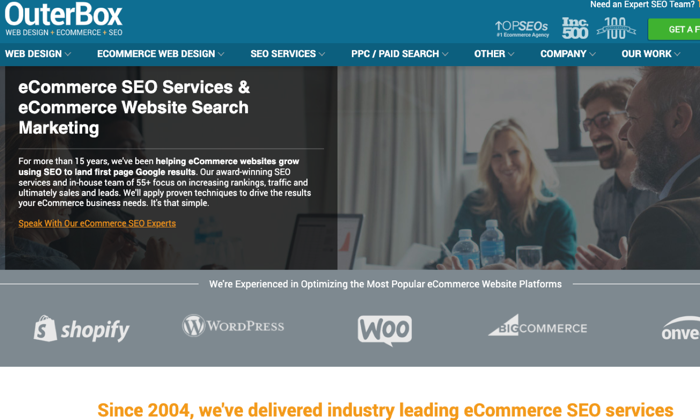 OuterBox
Need an Expert SEO Team?
WEB DESIGN + ECOMMERCE + SEO
TOPSEOs
#1 Ecommerce Agency
Inc.
500
100
GET A F
WEB DESIGN
ECOMMERCE WEB DESIGN
SEO SERVICES
PPC / PAID SEARCH
OTHER
COMPANY
OUR WORK
eCommerce SEO Services &
eCommerce Website Search
Marketing
For more than 15 years, we've been helping eCommerce websites grow
using SEO to land first page Google results. Our award-winning SEO
services and in-house team of 55+ focus on increasing rankings, traffic and
ultimately sales and leads. We'll apply proven techniques to drive the results
your eCommerce business needs. It's that simple.
Speak With Our eCommerce SEO Experts
We're Experienced in Optimizing the Most Popular eCommerce Website Platforms
shopify
WORDPRESS
WOO
BIGCOMMERCE
onve
Since 2004, we've delivered industry leading eCommerce SEO services